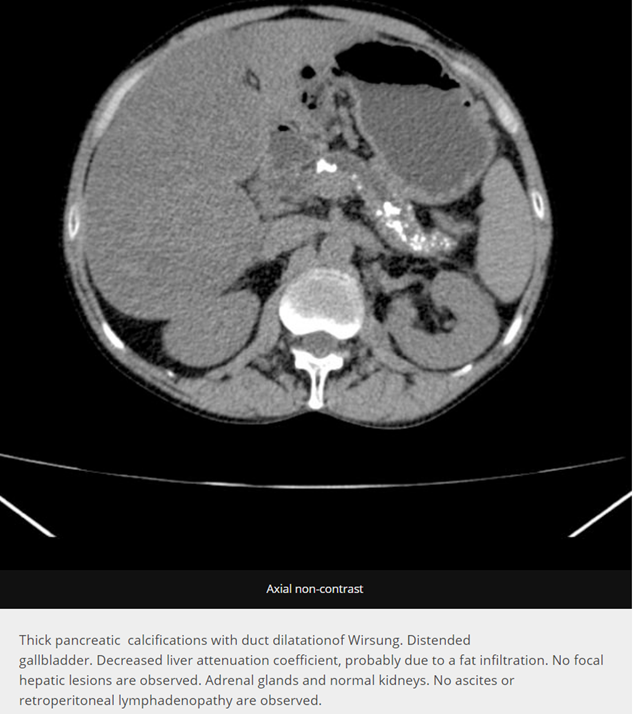 Axial non-contrast
Thick pancreatic  calcifications with duct dilatationof Wirsung. Distended
gallbladder. Decreased liver attenuation coefficient, probably due to a fat infiltration. No focal
hepatic lesions are observed. Adrenal glands and normal kidneys. No ascites or
retroperitoneal lymphadenopathy are observed.